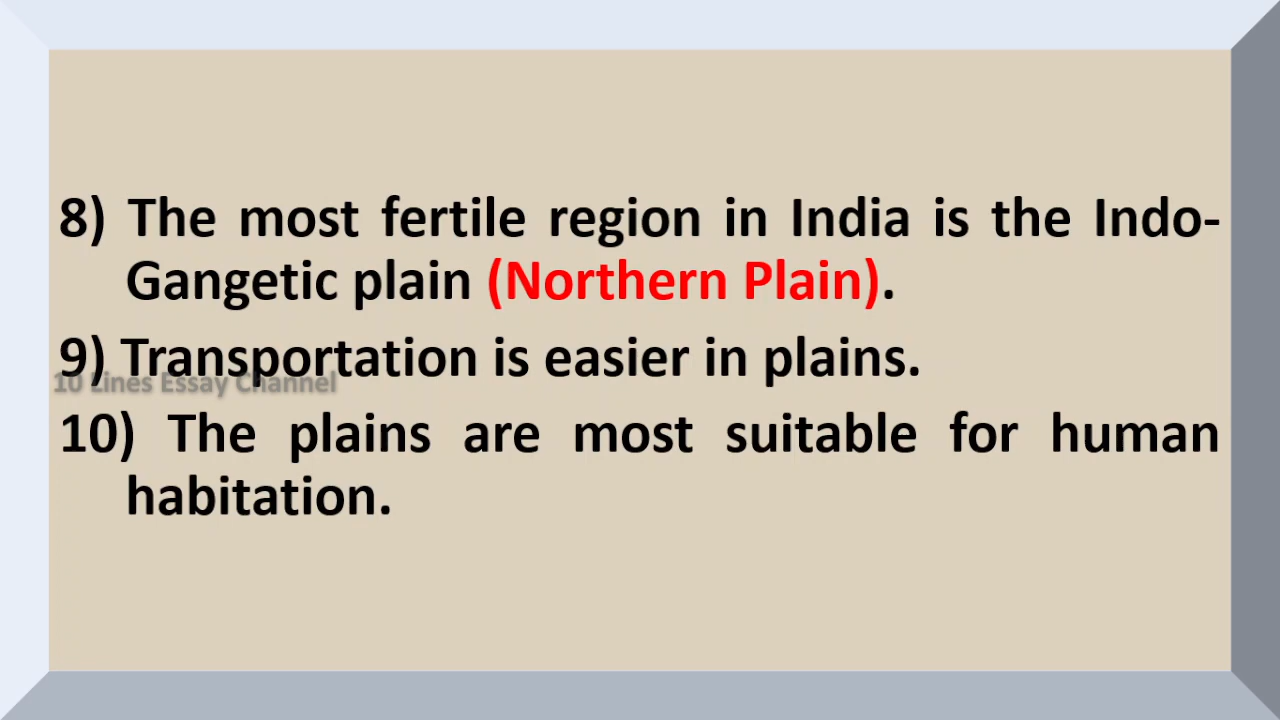 8) The most fertile region in India is the Indo-
Gangetic plain (Northern Plain).
9) Transportation is easier in plains.
10 Lines Essay Channel
10) The plains are most suitable for human
habitation.